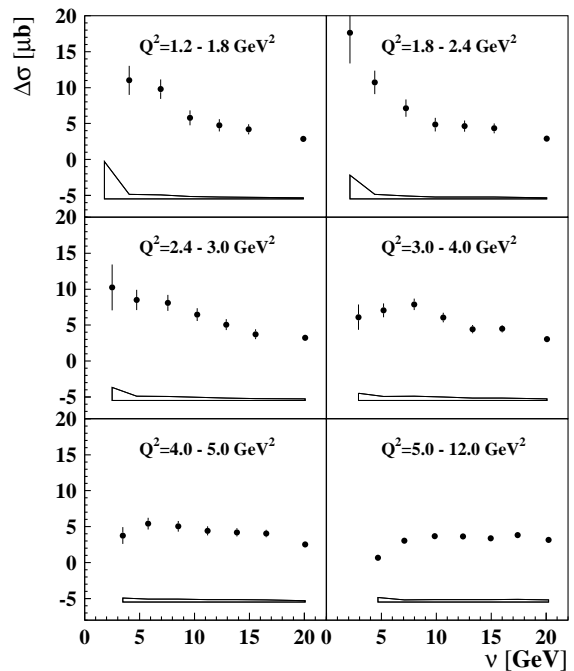 Δσ [μb]
20
15
10
5
0
-5
Q²=1.2 - 1.8 GeV²
Q²=1.8 - 2.4 GeV²
20
15
10
5
0
-5
Q²=2.4 - 3.0 GeV²
Q²=3.0 - 4.0 GeV²
20
15
10
5
0
-5
Q²=4.0 - 5.0 GeV²
Q²=5.0 - 12.0 GeV²
0 5 10 15 20 0 5 10 15 20
ν [GeV]